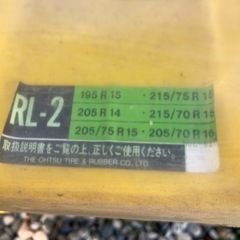 RL-2
195 R 15 ・215/75 R 15
205 R 14 ・215/70 R 16
205/75 R 15 ・205/70 R 16
取扱説明書をご覧の上、正しくご使用ください。
THE OHTSU TIRE & RUBBER CO., LTD.